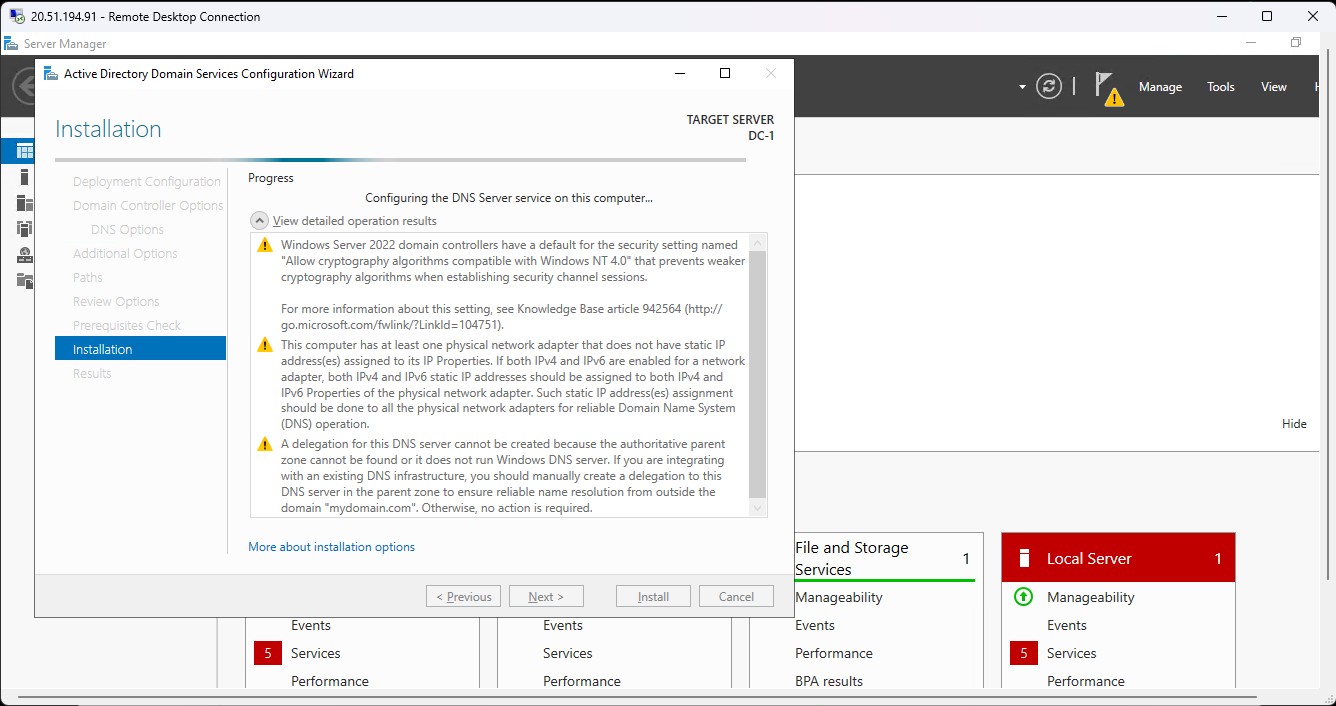 20.51.194.91 - Remote Desktop Connection
Server Manager
Active Directory Domain Services Configuration Wizard
Manage
Tools
View
Installation
TARGET SERVER
DC-1
Deployment Configuration
Domain Controller Options
DNS Options
Additional Options
Paths
Review Options
Prerequisites Check
Installation
Results
Progress
Configuring the DNS Server service on this computer...
View detailed operation results
Windows Server 2022 domain controllers have a default for the security setting named
"Allow cryptography algorithms compatible with Windows NT 4.0" that prevents weaker
cryptography algorithms when establishing security channel sessions.
For more information about this setting, see Knowledge Base article 942564 (http://
go.microsoft.com/fwlink/?LinkId=104751).
This computer has at least one physical network adapter that does not have static IP
address(es) assigned to its IP Properties. If both IPv4 and IPv6 are enabled for a network
adapter, both IPv4 and IPv6 static IP addresses should be assigned to both IPv4 and
IPv6 Properties of the physical network adapter. Such static IP address(es) assignment
should be done to all the physical network adapters for reliable Domain Name System
(DNS) operation.
A delegation for this DNS server cannot be created because the authoritative parent
zone cannot be found or it does not run Windows DNS server. If you are integrating
with an existing DNS infrastructure, you should manually create a delegation to this
DNS server in the parent zone to ensure reliable name resolution from outside the
domain "mydomain.com". Otherwise, no action is required.
More about installation options
< Previous
Next >
Install
Cancel
Hide
Events
5 Services
Performance
Events
Services
Performance
File and Storage
Services
1
Manageability
Events
Performance
BPA results
Local Server 1
Manageability
Events
5 Services
Performance